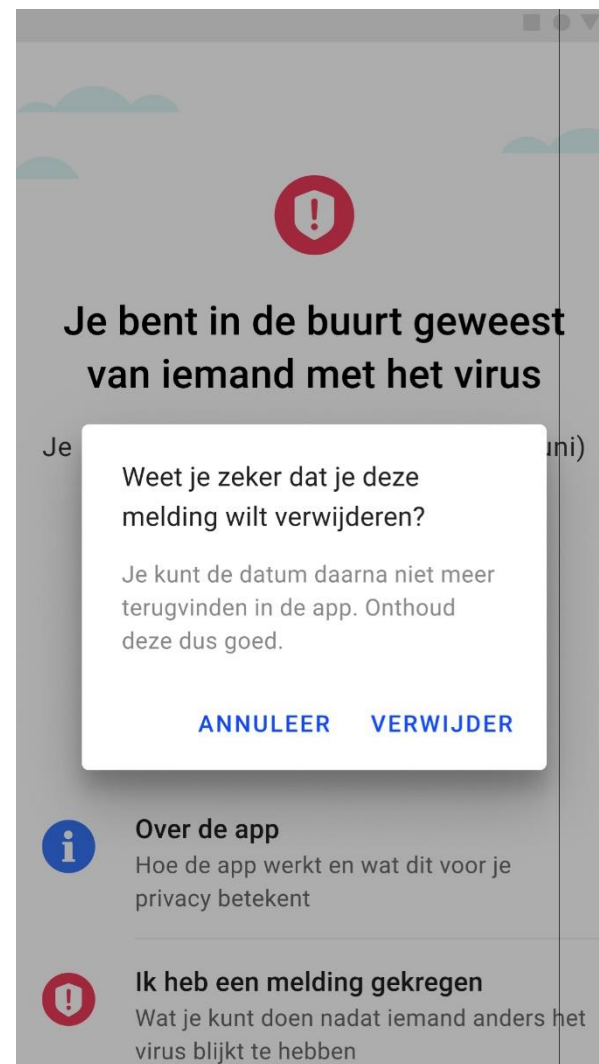 Je bent in de buurt geweest
van iemand met het virus
Je
uni)
Weet je zeker dat je deze
melding wilt verwijderen?
Je kunt de datum daarna niet meer
terugvinden in de app. Onthoud
deze dus goed.
ANNULEER VERWIJDER
Over de app
Hoe de app werkt en wat dit voor je
privacy betekent
Ik heb een melding gekregen
Wat je kunt doen nadat iemand anders het
virus blijkt te hebben